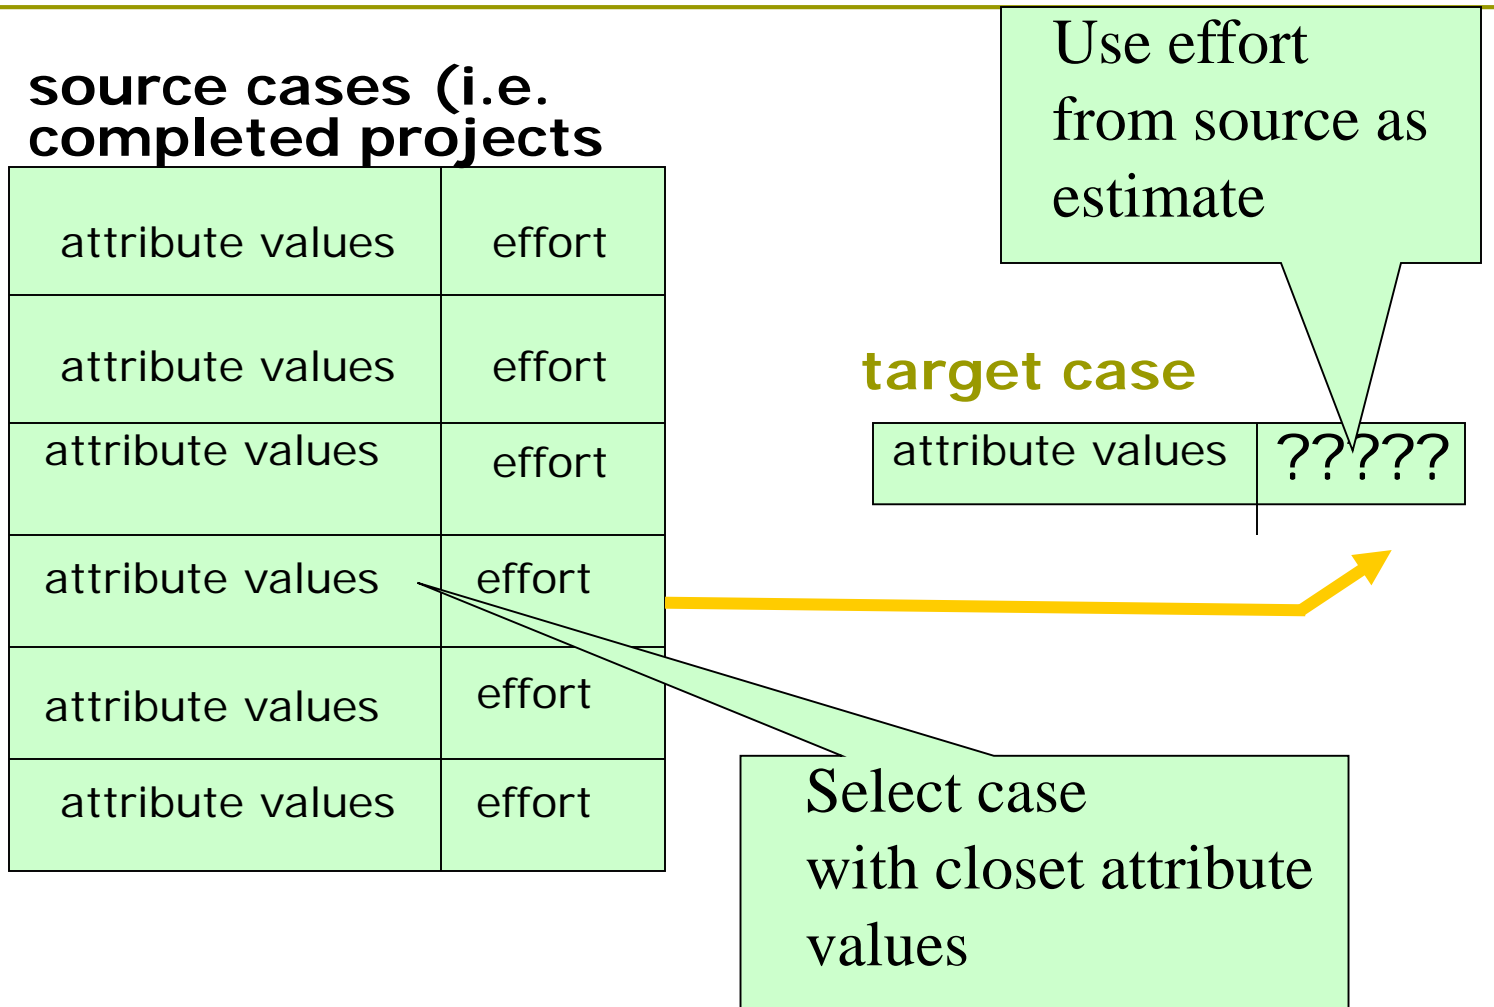 source cases (i.e.
completed projects
attribute values effort
attribute values effort
attribute values effort
attribute values effort
attribute values effort
attribute values effort
Use effort
from source as
estimate
target case
attribute values ?????
Select case
with closet attribute
values